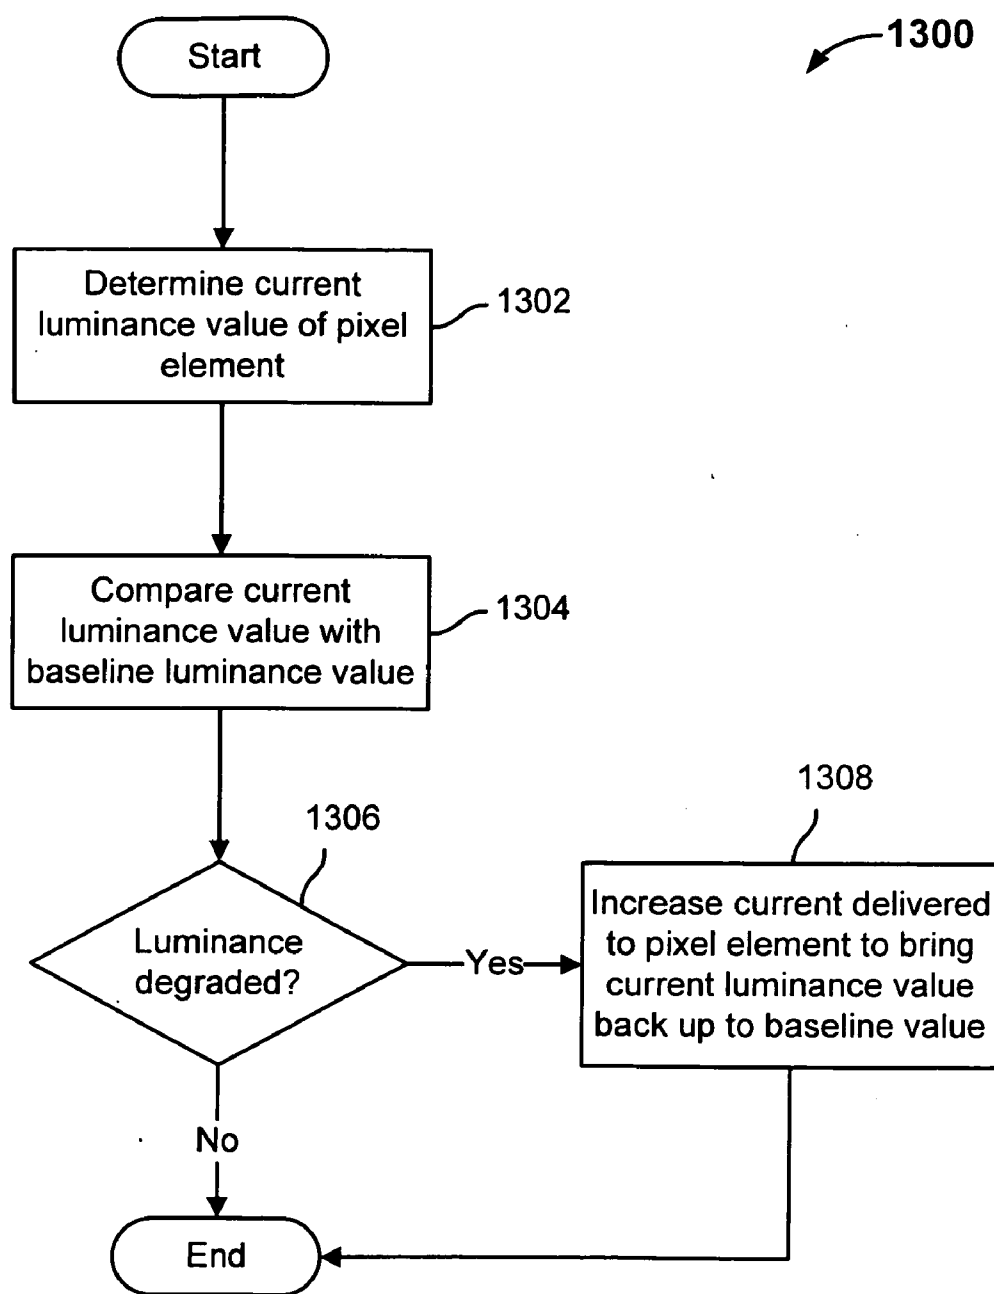 Start
1300
Determine current
luminance value of pixel
element
1302
Compare current
luminance value with
baseline luminance value
1304
1306
Luminance
degraded?
Yes
1308
Increase current delivered
to pixel element to bring
current luminance value
back up to baseline value
No
End